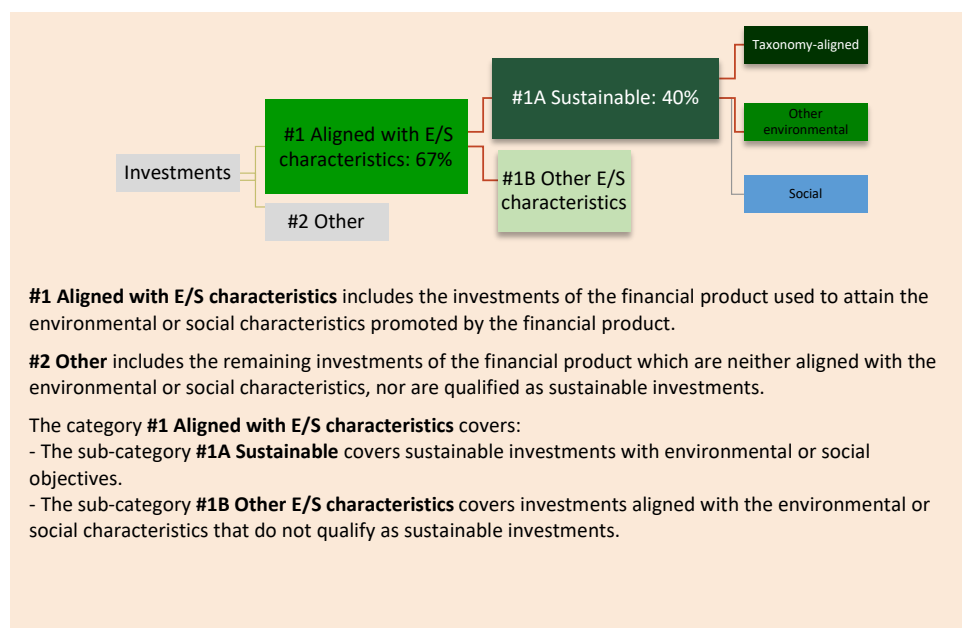 Taxonomy-aligned
#1A Sustainable: 40%
#1 Aligned with E/S
characteristics: 67%
Other
environmental
Investments
#1B Other E/S
characteristics
Social
#2 Other
#1 Aligned with E/S characteristics includes the investments of the financial product used to attain the
environmental or social characteristics promoted by the financial product.
#2 Other includes the remaining investments of the financial product which are neither aligned with the
environmental or social characteristics, nor are qualified as sustainable investments.
The category #1 Aligned with E/S characteristics covers:
- The sub-category #1A Sustainable covers sustainable investments with environmental or social
objectives.
- The sub-category #1B Other E/S characteristics covers investments aligned with the environmental or
social characteristics that do not qualify as sustainable investments.